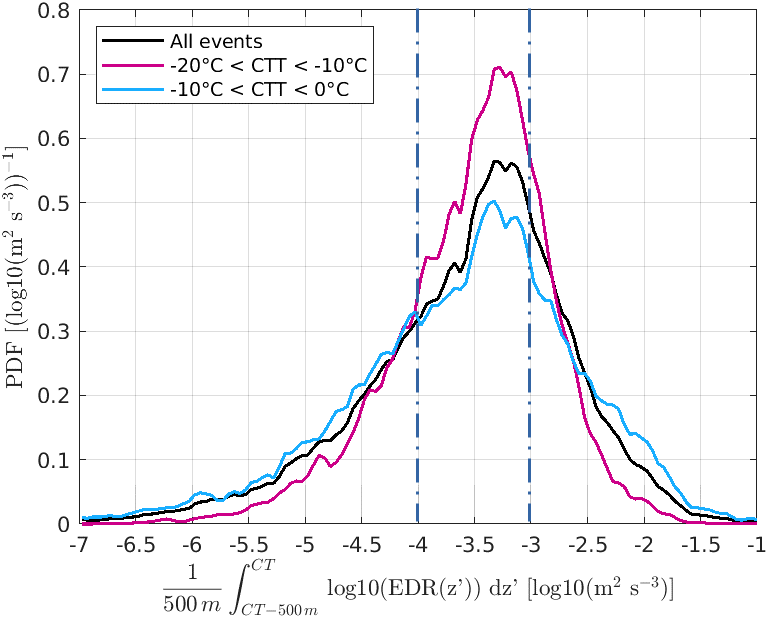 0.8
0.7
0.6
0.5
0.4
0.3
0.2
0.1
0
PDF [(log10(m² s⁻³))⁻¹]
All events
-20°C < CTT < -10°C
-10°C < CTT < 0°C
-7 -6.5 -6 -5.5 -5 -4.5 -4 -3.5 -3 -2.5 -2 -1.5 -1
1/500 m ∫_{CT−500 m}^{CT} log10(EDR(z')) dz' [log10(m² s⁻³)]